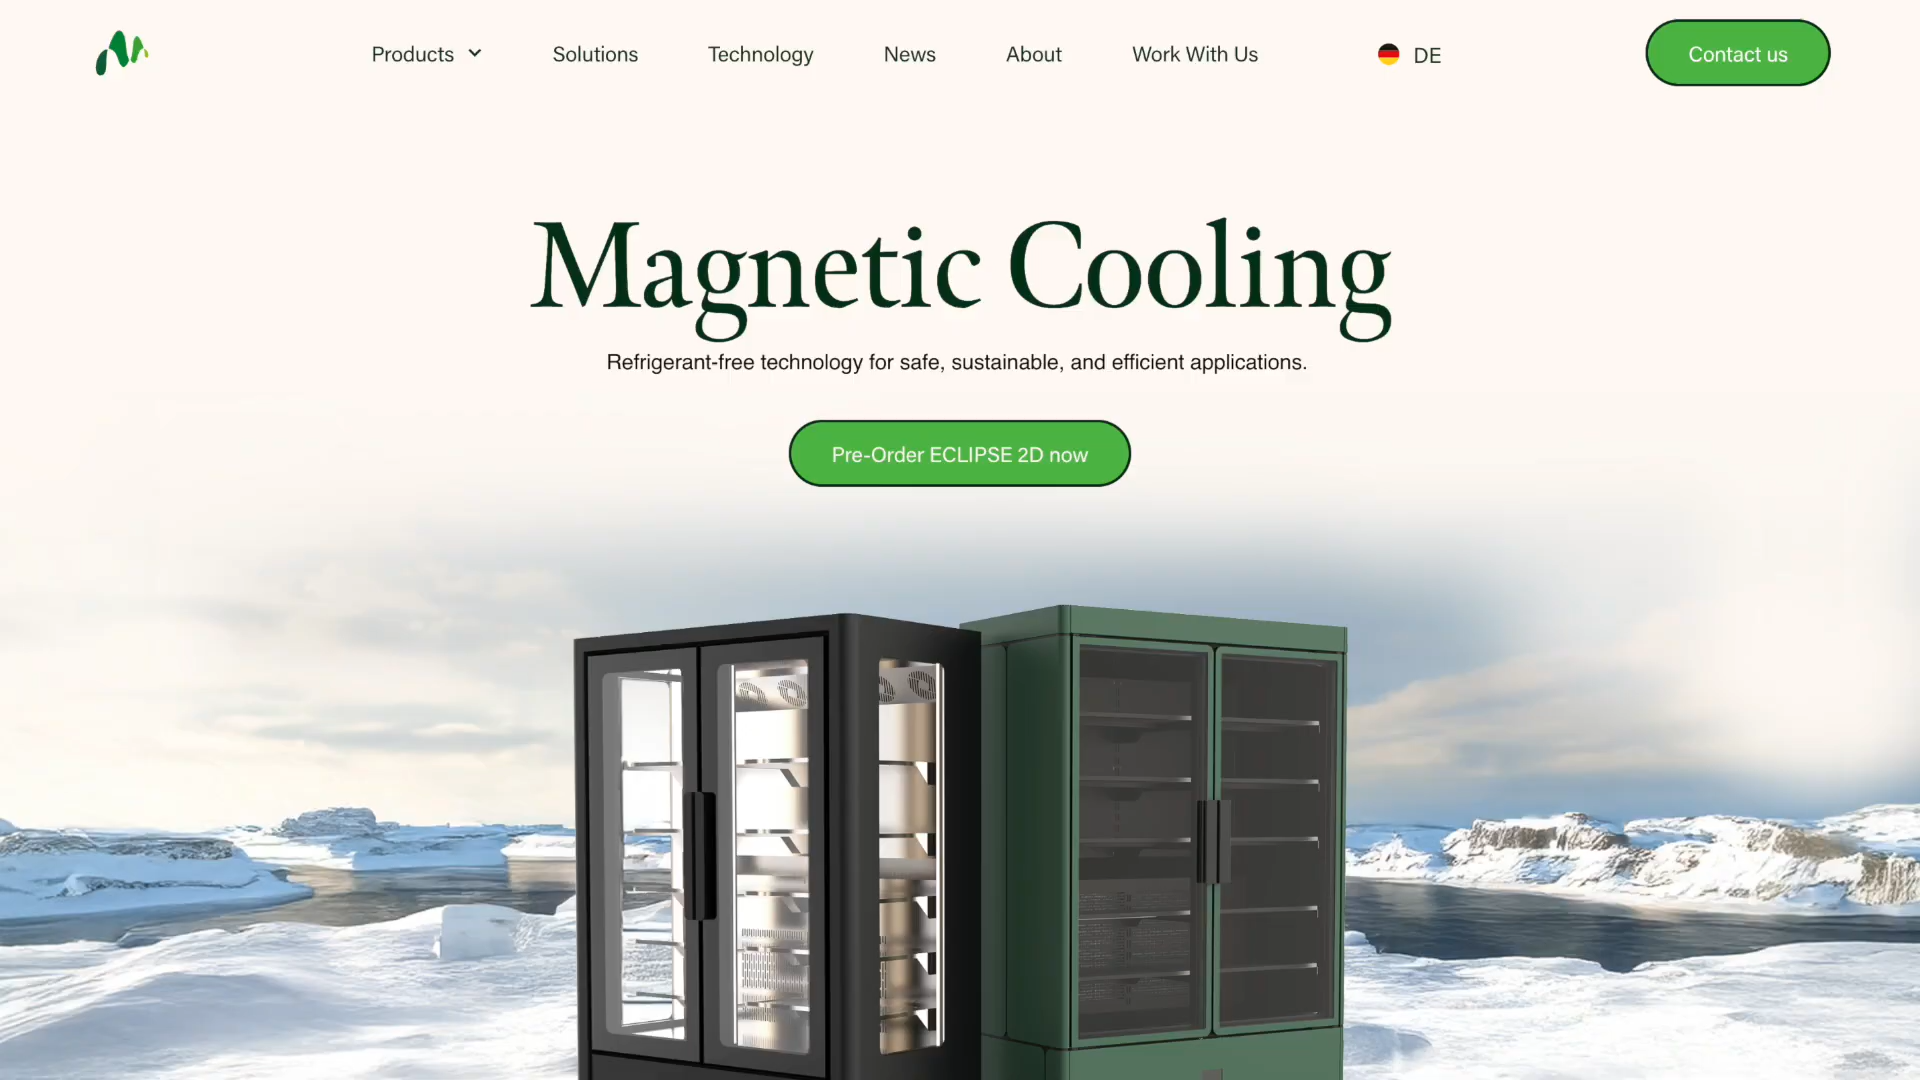 Products
Solutions
Technology
News
About
Work With Us
DE
Contact us
Magnetic Cooling
Refrigerant-free technology for safe, sustainable, and efficient applications.
Pre-Order ECLIPSE 2D now